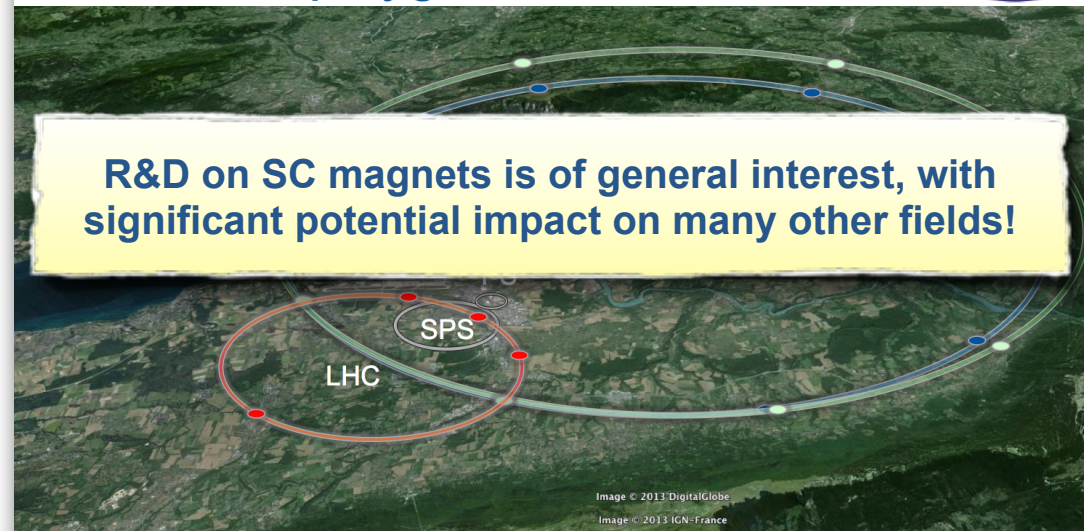 R&D on SC magnets is of general interest, with
significant potential impact on many other fields!
SPS
LHC
Image © 2013 DigitalGlobe
Image © 2013 IGN-France